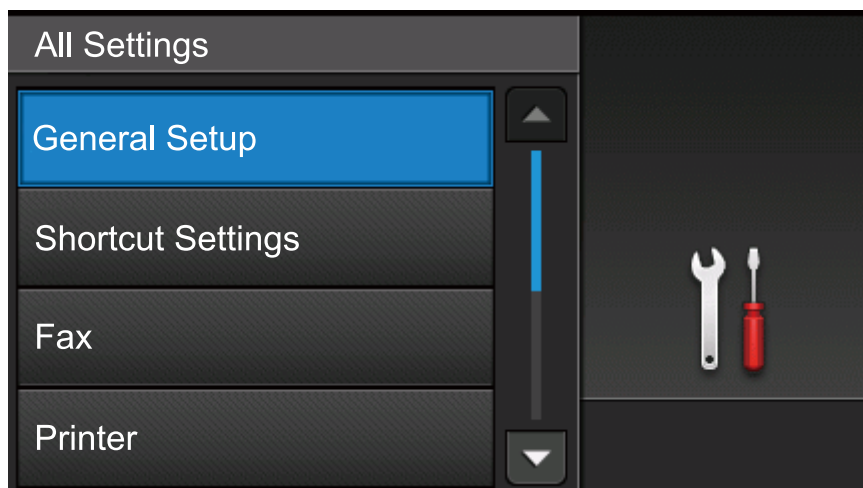 All Settings
General Setup
Shortcut Settings
Fax
Printer